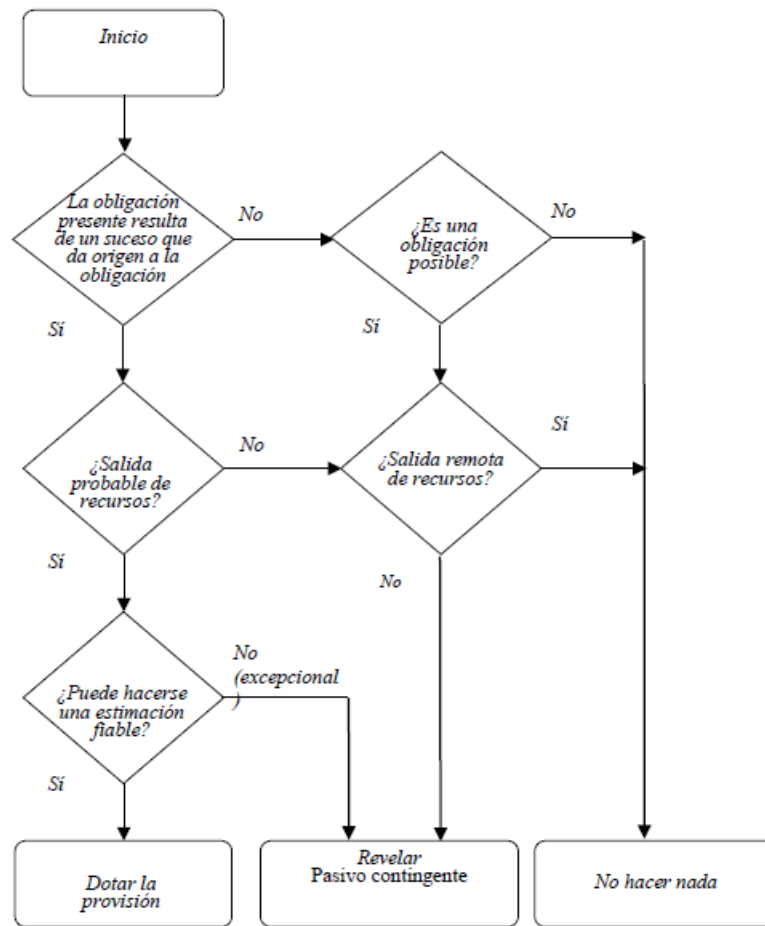 Inicio
La obligación
presente resulta
de un suceso que
da origen a la
obligación
No
¿Es una
obligación
posible?
No
Sí
Sí
¿Salida
probable de
recursos?
No
¿Salida remota
de recursos?
Sí
Sí
No
¿Puede hacerse
una estimación
fiable?
No
(excepcional
)
Sí
Dotar la
provisión
Revelar
Pasivo contingente
No hacer nada